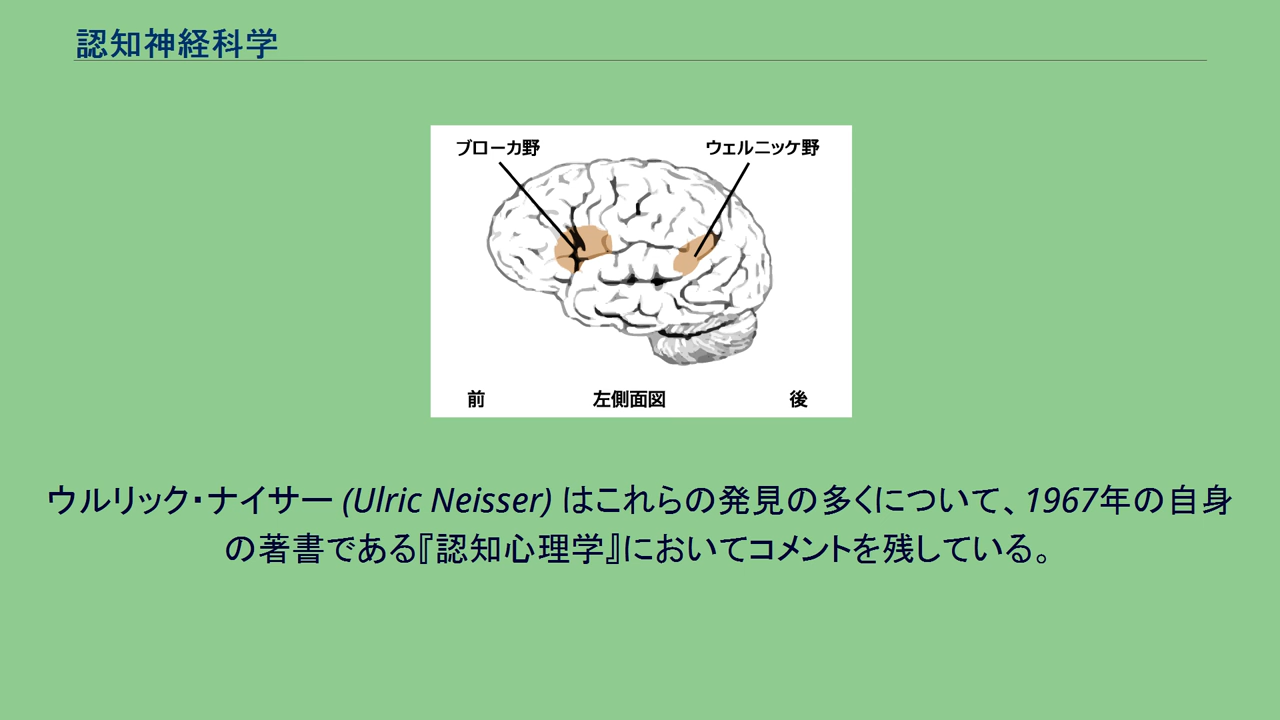 認知神経科学
ブローカ野
ウェルニッケ野
前
左側面図
後
ウルリック・ナイサー (Ulric Neisser) はこれらの発見の多くについて、1967年の自身
の著書である『認知心理学』においてコメントを残している。